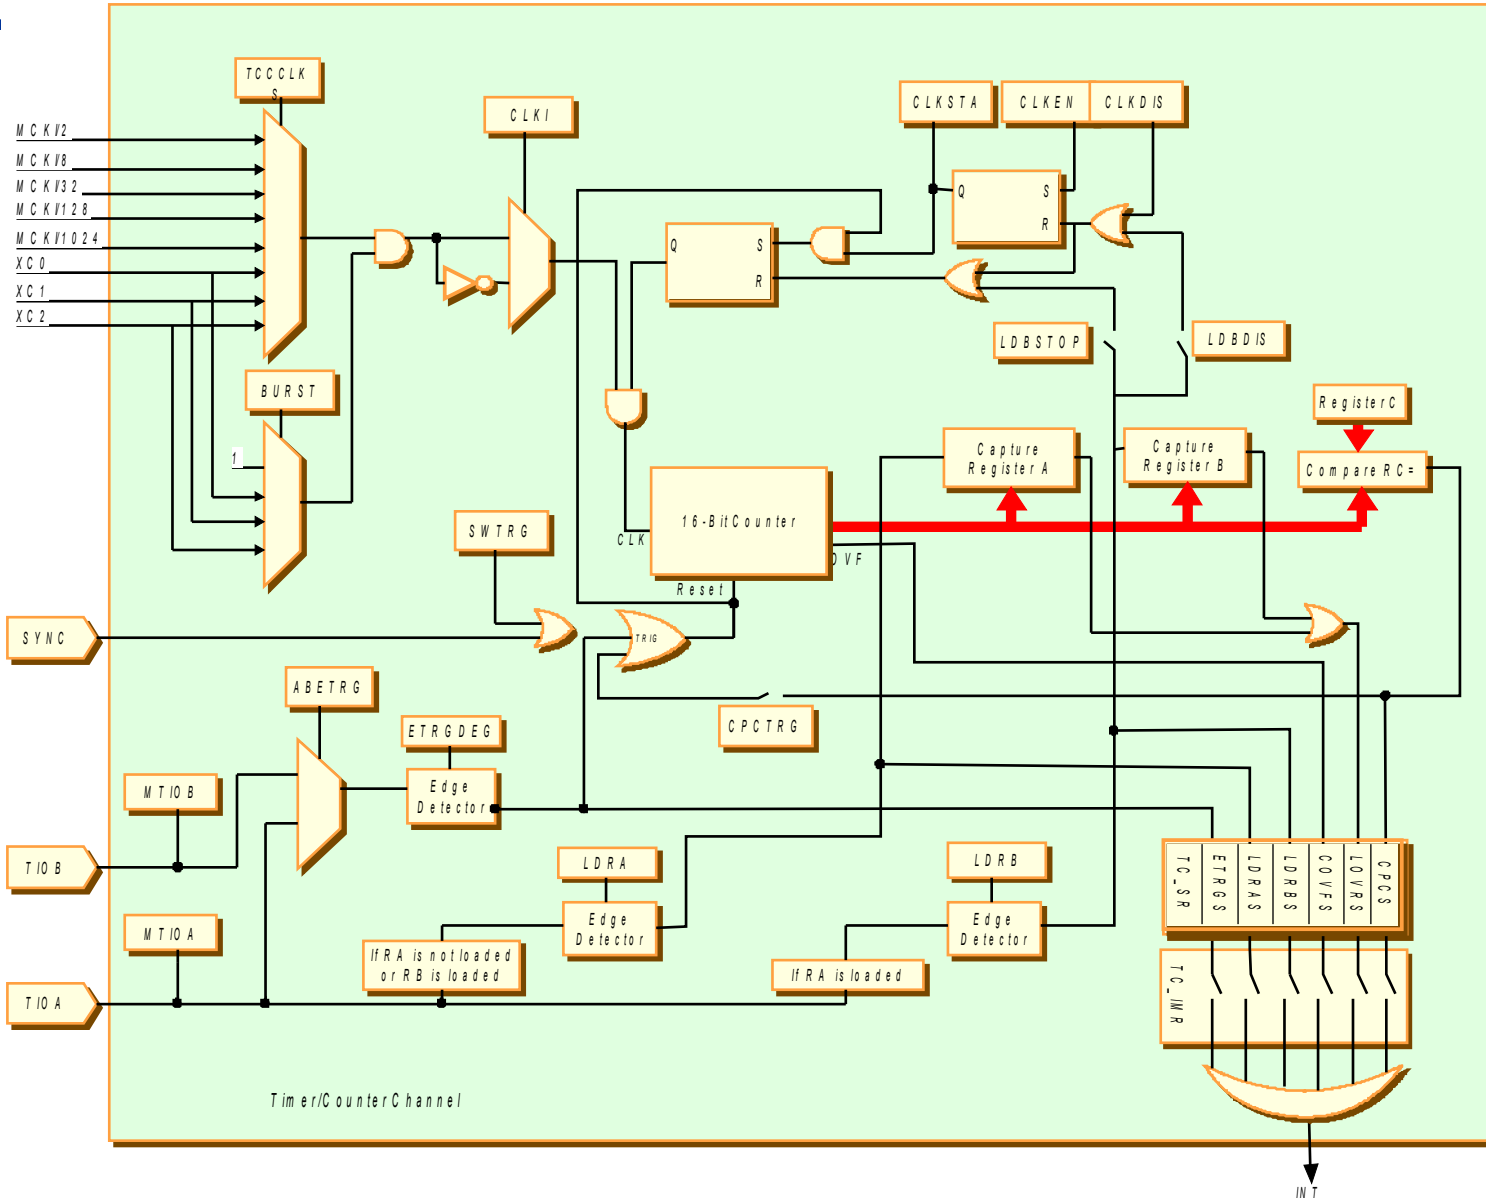 TCCCLK
S
CLKI
CLKSTA
CLKEN
CLKDIS
MCKI/2
MCKI/8
MCKI/32
MCKI/128
MCKI/1024
XC0
XC1
XC2
Q
S
R
Q
S
R
LDBSTOP
LDBDIS
BURST
1
Register C
Capture
Register A
Capture
Register B
Compare RC =
16-Bit Counter
SWTRG
CLK
OVF
Reset
SYNC
TRIG
ABETRG
ETRGDEG
CPCTRG
MTIOB
Edge
Detector
TIOB
LDRA
LDRB
MTIOA
Edge
Detector
Edge
Detector
If RA is not loaded
or RB is loaded
If RA is loaded
TIOA
TC_SR
ETRGS
LDRAS
LDRBS
COVFS
LOVRS
CPCS
TC_IMR
Timer/Counter Channel
INT